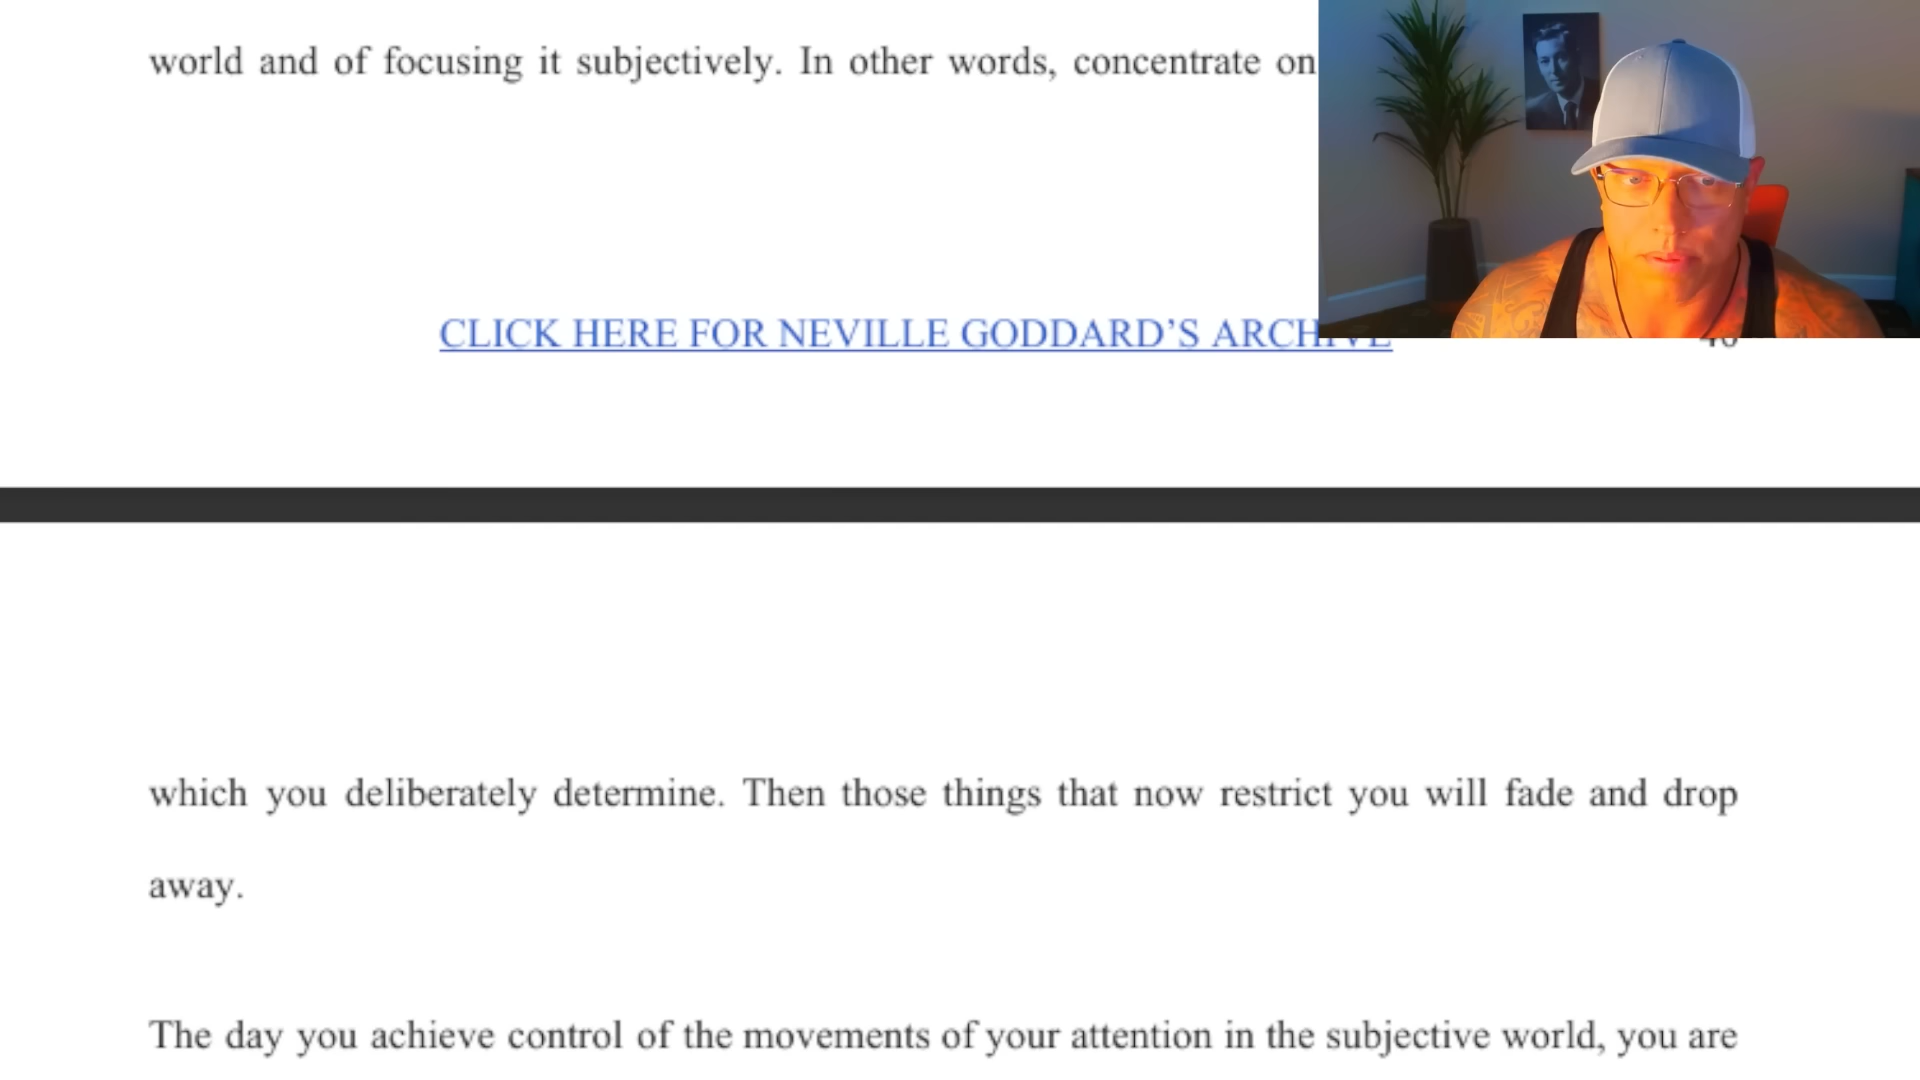 world and of focusing it subjectively. In other words, concentrate on
CLICK HERE FOR NEVILLE GODDARD’S ARCHIVE
which you deliberately determine. Then those things that now restrict you will fade and drop
away.
The day you achieve control of the movements of your attention in the subjective world, you are